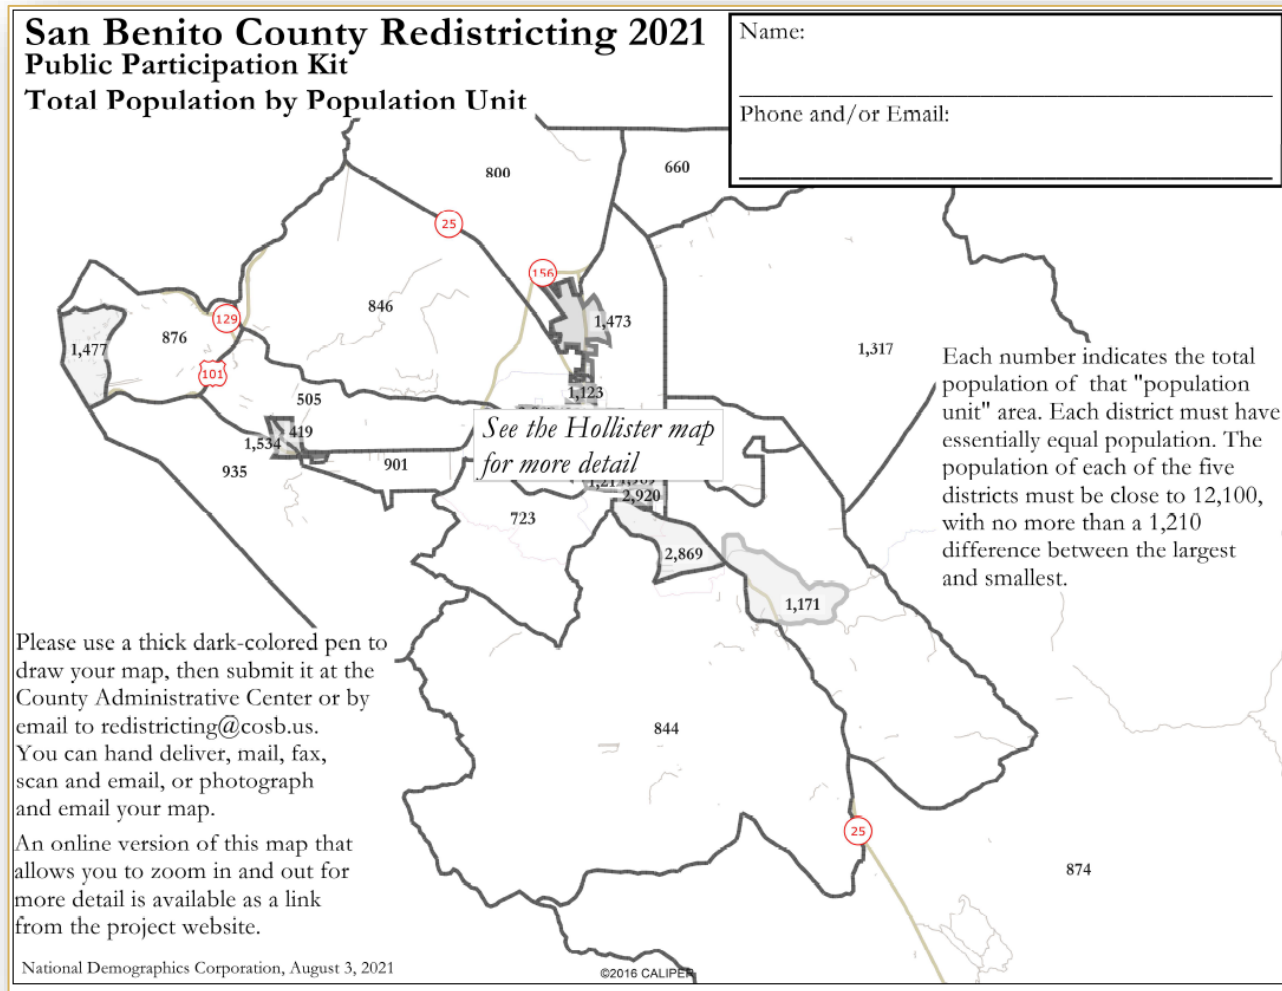 San Benito County Redistricting 2021
Public Participation Kit
Total Population by Population Unit
Name:
Phone and/or Email:
800
660
25
156
846
1,473
129
876
1,477
101
1,317
505
1,123
419
1,534
935
901
See the Hollister map
for more detail
2,920
723
2,869
1,171
844
25
874
Each number indicates the total
population of that "population
unit" area. Each district must have
essentially equal population. The
population of each of the five
districts must be close to 12,100,
with no more than a 1,210
difference between the largest
and smallest.
Please use a thick dark-colored pen to
draw your map, then submit it at the
County Administrative Center or by
email to redistricting@cosb.us.
You can hand deliver, mail, fax,
scan and email, or photograph
and email your map.
An online version of this map that
allows you to zoom in and out for
more detail is available as a link
from the project website.
National Demographics Corporation, August 3, 2021
©2016 CALIPER